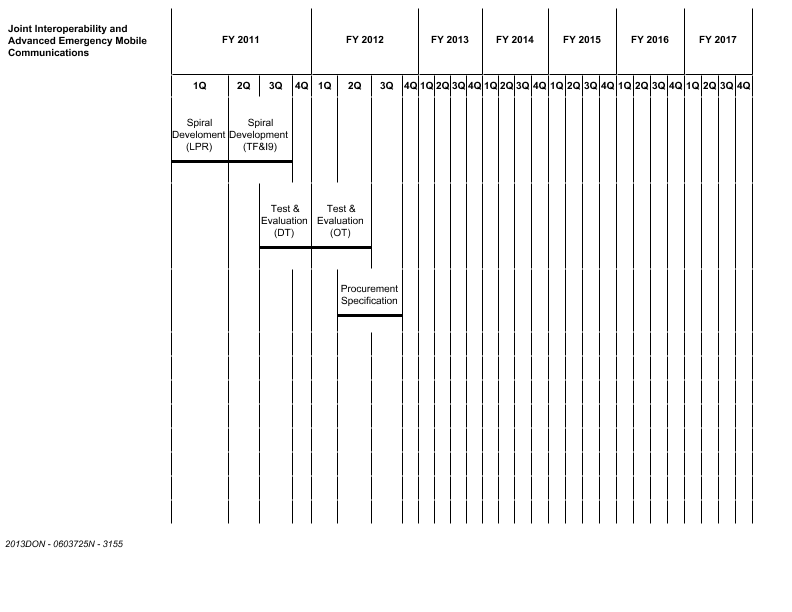 Joint Interoperability and
Advanced Emergency Mobile
Communications
FY 2011 FY 2012 FY 2013 FY 2014 FY 2015 FY 2016 FY 2017
1Q 2Q 3Q 4Q 1Q 2Q 3Q 4Q 1Q 2Q 3Q 4Q 1Q 2Q 3Q 4Q 1Q 2Q 3Q 4Q 1Q 2Q 3Q 4Q 1Q 2Q 3Q 4Q
Spiral Spiral
Develoment Development
(LPR) (TF&I9)
Test & Test &
Evaluation Evaluation
(DT) (OT)
Procurement
Specification
2013DON - 0603725N - 3155